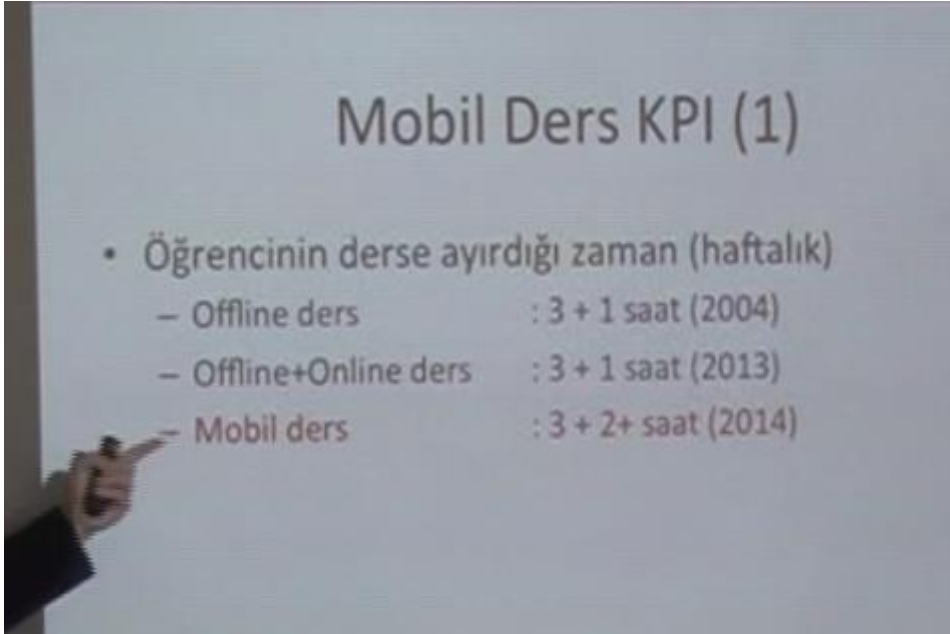 Mobil Ders KPI (1)
• Öğrencinin derse ayırdığı zaman (haftalık)
– Offline ders : 3 + 1 saat (2004)
– Offline+Online ders : 3 + 1 saat (2013)
– Mobil ders : 3 + 2+ saat (2014)